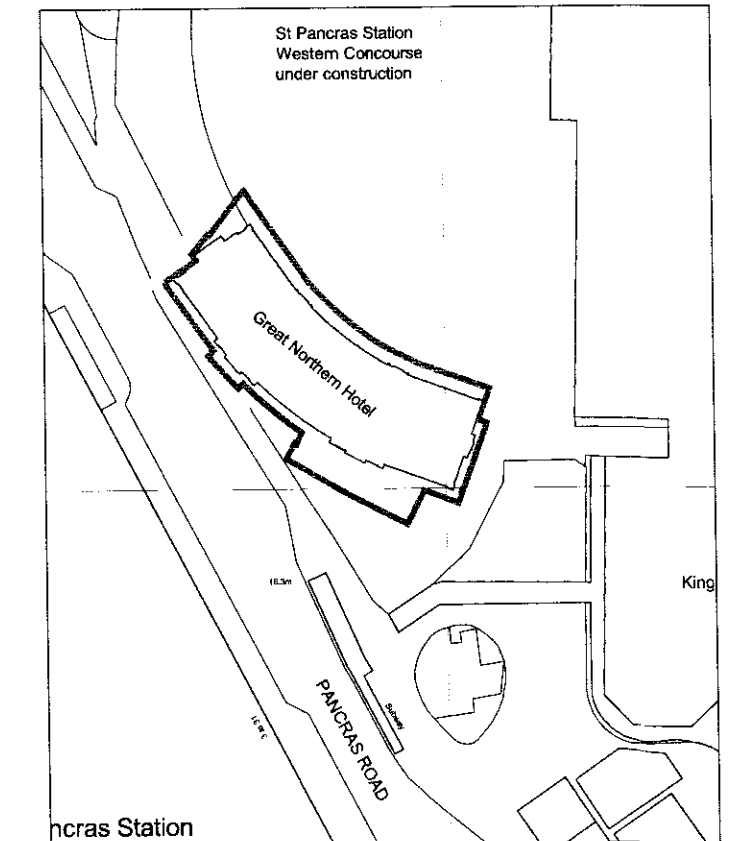 St Pancras Station
Western Concourse
under construction
Great Northern Hotel
King
PANCRAS ROAD
Subway
ncras Station